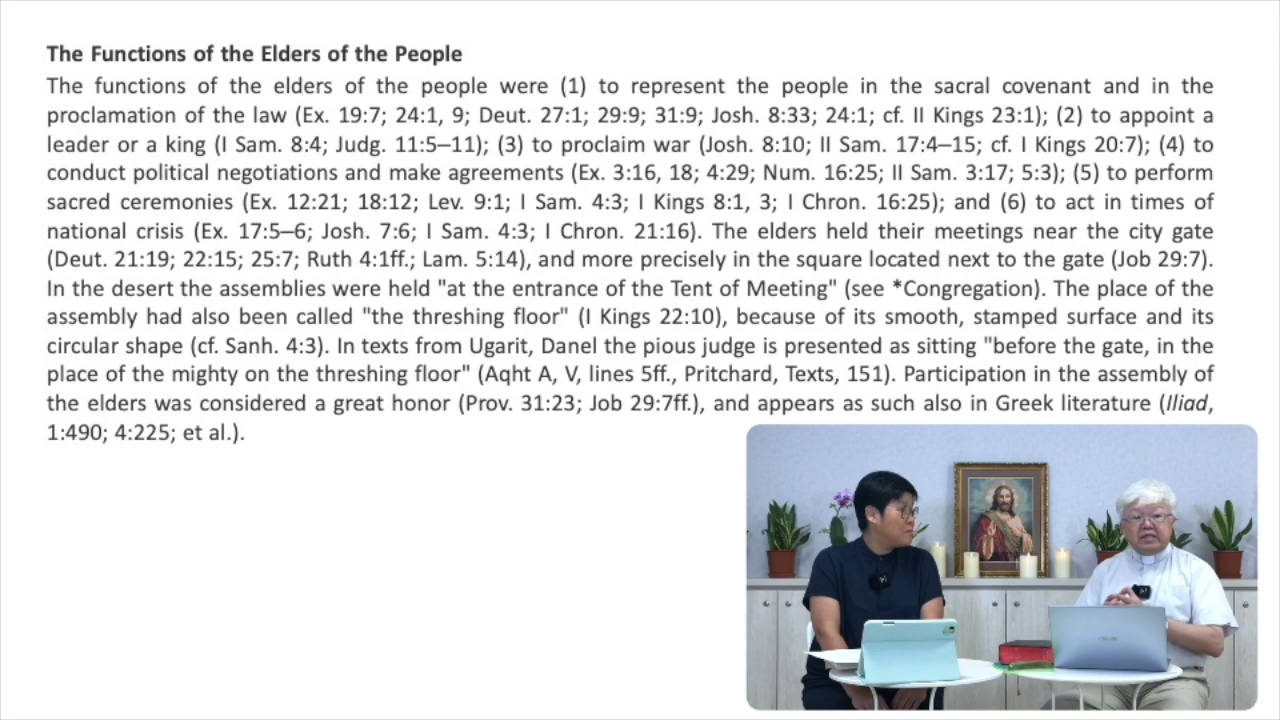 The Functions of the Elders of the People
The functions of the elders of the people were (1) to represent the people in the sacral covenant and in the
proclamation of the law (Ex. 19:7; 24:1, 9; Deut. 27:1; 29:9; 31:9; Josh. 8:33; 24:1; cf. II Kings 23:1); (2) to appoint a
leader or a king (I Sam. 8:4; Judg. 11:5–11); (3) to proclaim war (Josh. 8:10; II Sam. 17:4–15; cf. I Kings 20:7); (4) to
conduct political negotiations and make agreements (Ex. 3:16, 18; 4:29; Num. 16:25; II Sam. 3:17; 5:3); (5) to perform
sacred ceremonies (Ex. 12:21; 18:12; Lev. 9:1; I Sam. 4:3; I Kings 8:1, 3; I Chron. 16:25); and (6) to act in times of
national crisis (Ex. 17:5–6; Josh. 7:6; I Sam. 4:3; I Chron. 21:16). The elders held their meetings near the city gate
(Deut. 21:19; 22:15; 25:7; Ruth 4:1ff.; Lam. 5:14), and more precisely in the square located next to the gate (Job 29:7).
In the desert the assemblies were held "at the entrance of the Tent of Meeting" (see *Congregation). The place of the
assembly had also been called "the threshing floor" (I Kings 22:10), because of its smooth, stamped surface and its
circular shape (cf. Sanh. 4:3). In texts from Ugarit, Danel the pious judge is presented as sitting "before the gate, in the
place of the mighty on the threshing floor" (Aqht A, V, lines 5ff., Pritchard, Texts, 151). Participation in the assembly of
the elders was considered a great honor (Prov. 31:23; Job 29:7ff.), and appears as such also in Greek literature (Iliad,
1:490; 4:225; et al.).
ASUS